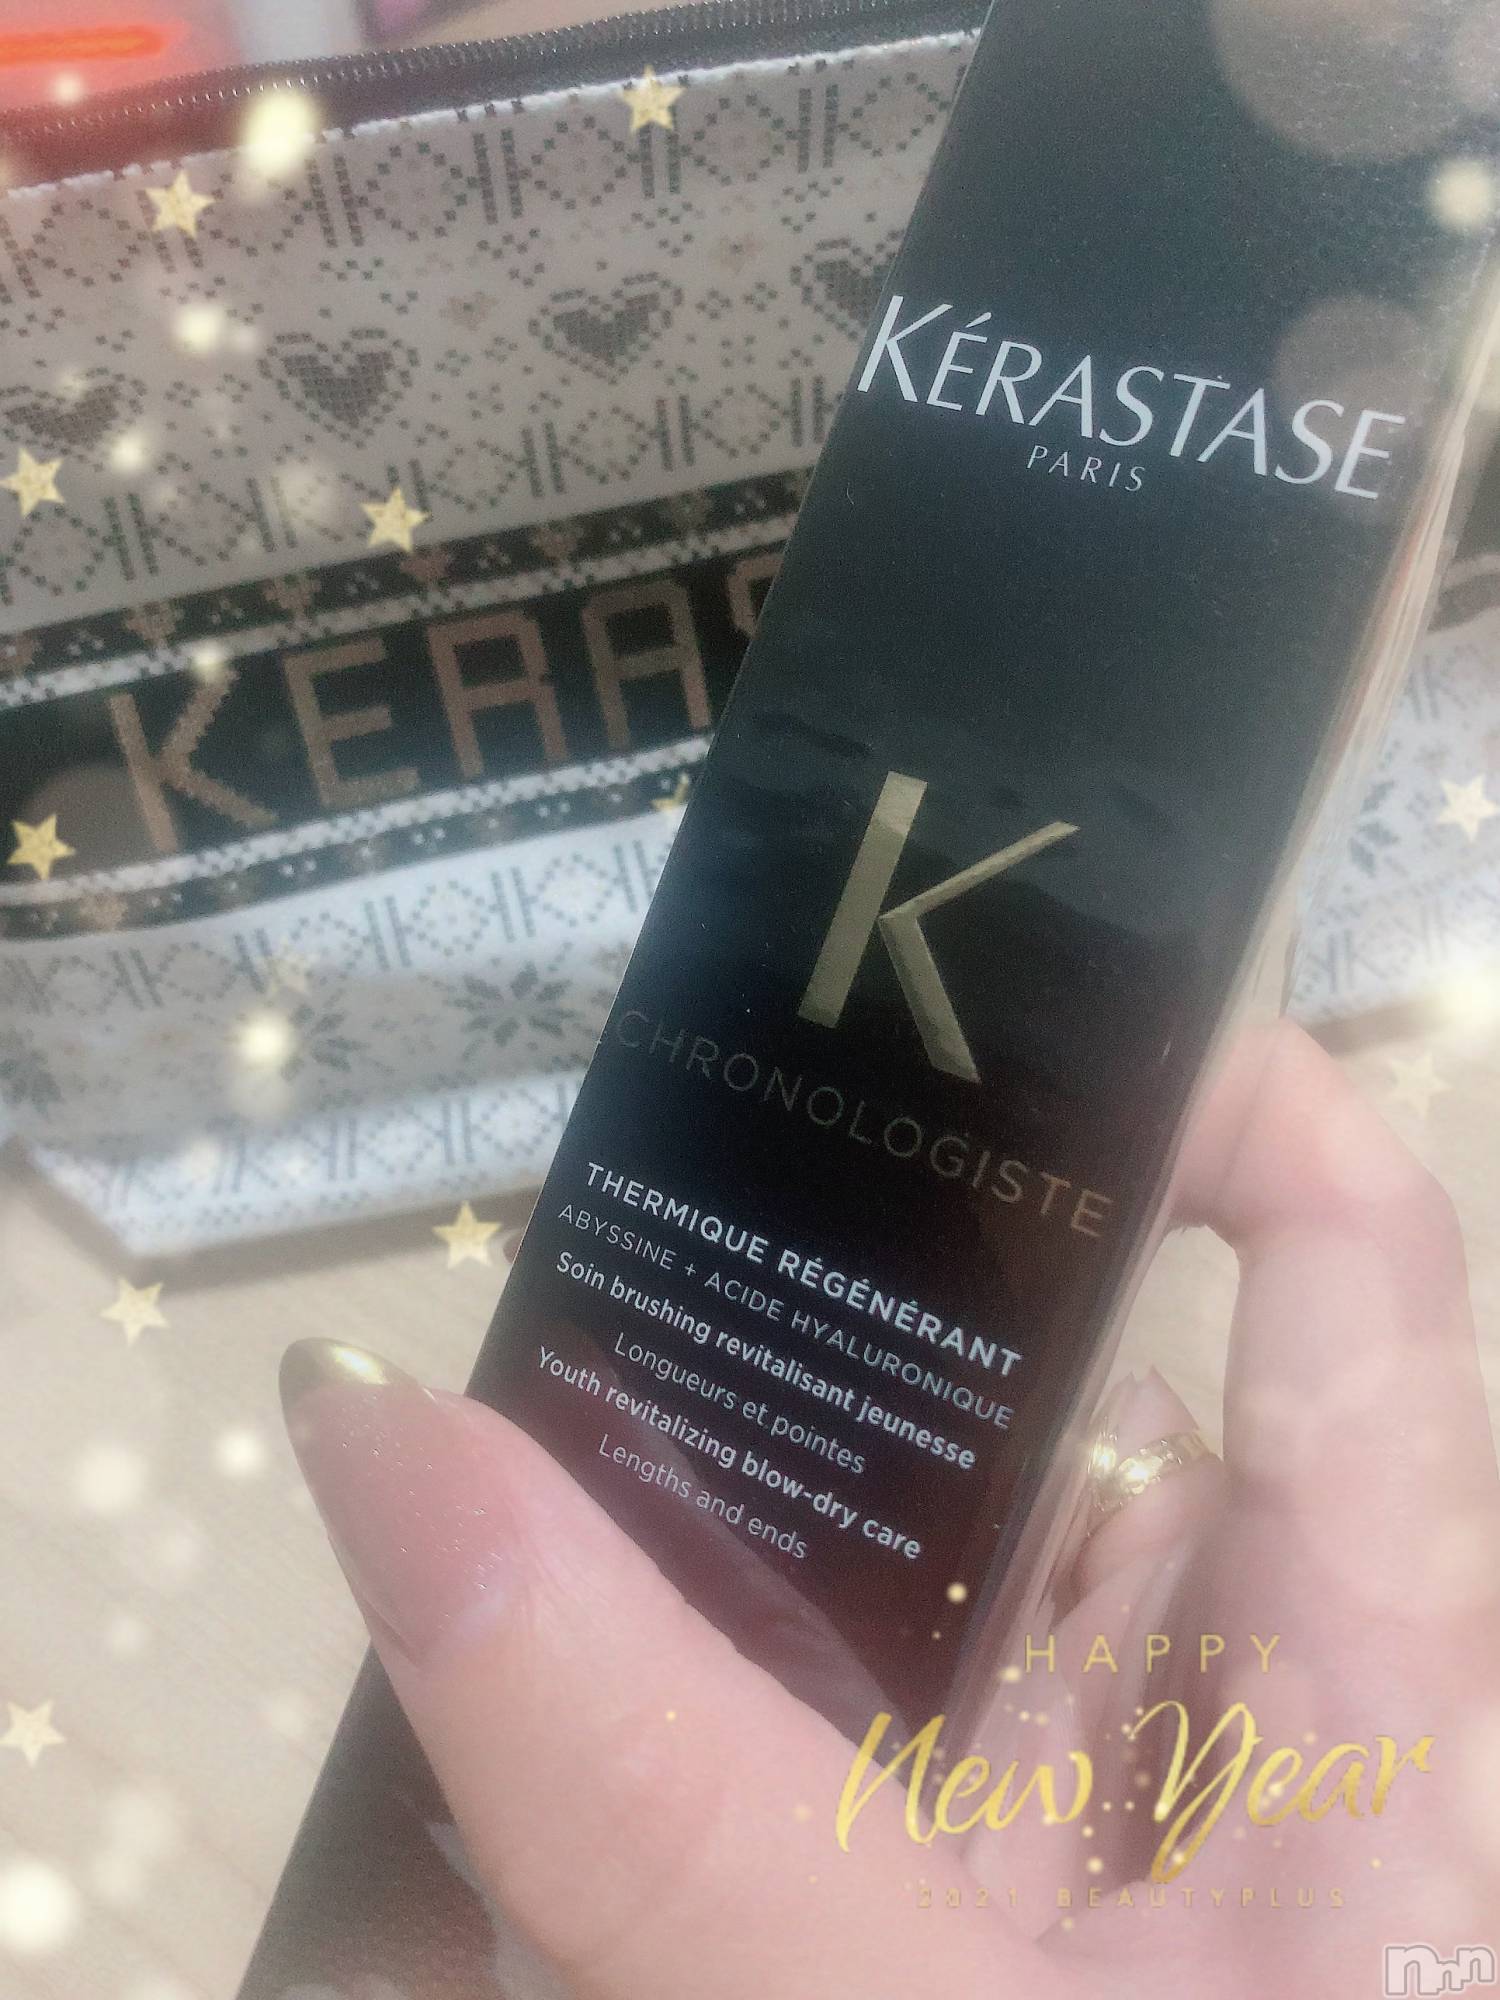 KÉRASTASE
PARIS
KERAS
K
CHRONOLOGISTE
THERMIQUE RÉGÉNÉRANT
ABYSSINE + ACIDE HYALURONIQUE
Soin brushing revitalisant jeunesse
Longueurs et pointes
Youth revitalizing blow-dry care
Lengths and ends
HAPPY
New Year
2021 BEAUTYPLUS
nnn